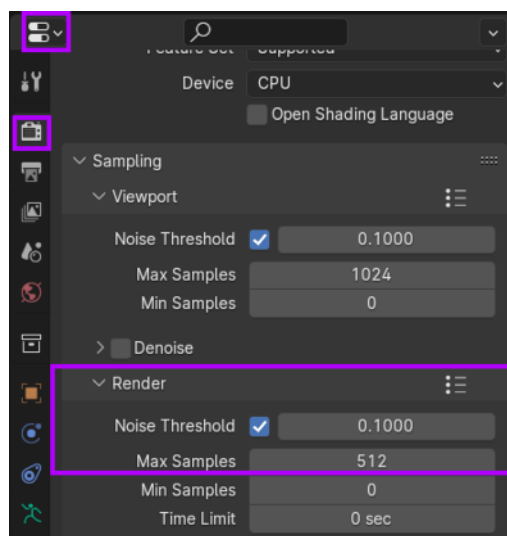 Device CPU
Open Shading Language
Sampling
Viewport
Noise Threshold 0.1000
Max Samples 1024
Min Samples 0
Denoise
Render
Noise Threshold 0.1000
Max Samples 512
Min Samples 0
Time Limit 0 sec